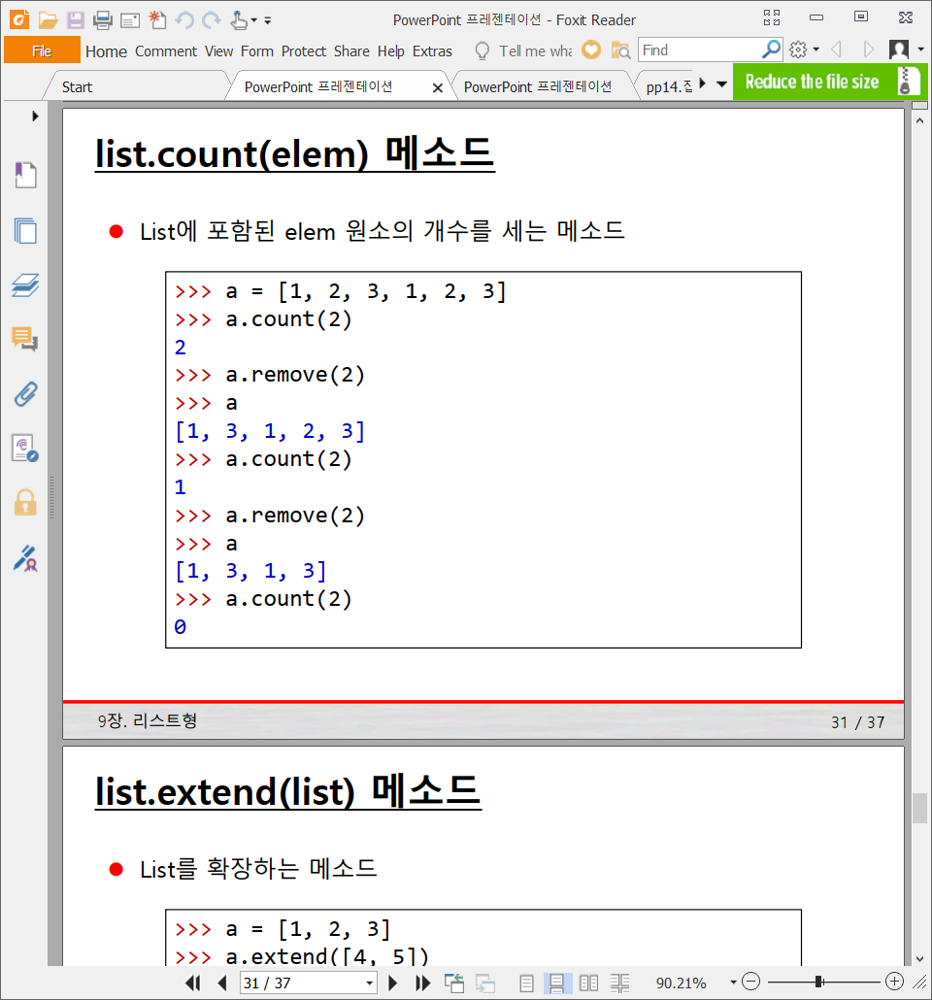 PowerPoint 프레젠테이션 - Foxit Reader
File Home Comment View Form Protect Share Help Extras Tell me wha Find
Start PowerPoint 프레젠테이션 PowerPoint 프레젠테이션 pp14.집 Reduce the file size
list.count(elem) 메소드
List에 포함된 elem 원소의 개수를 세는 메소드
>>> a = [1, 2, 3, 1, 2, 3]
>>> a.count(2)
2
>>> a.remove(2)
>>> a
[1, 3, 1, 2, 3]
>>> a.count(2)
1
>>> a.remove(2)
>>> a
[1, 3, 1, 3]
>>> a.count(2)
0
9장. 리스트형 31 / 37
list.extend(list) 메소드
List를 확장하는 메소드
>>> a = [1, 2, 3]
>>> a.extend([4, 5])
31 / 37 90.21%